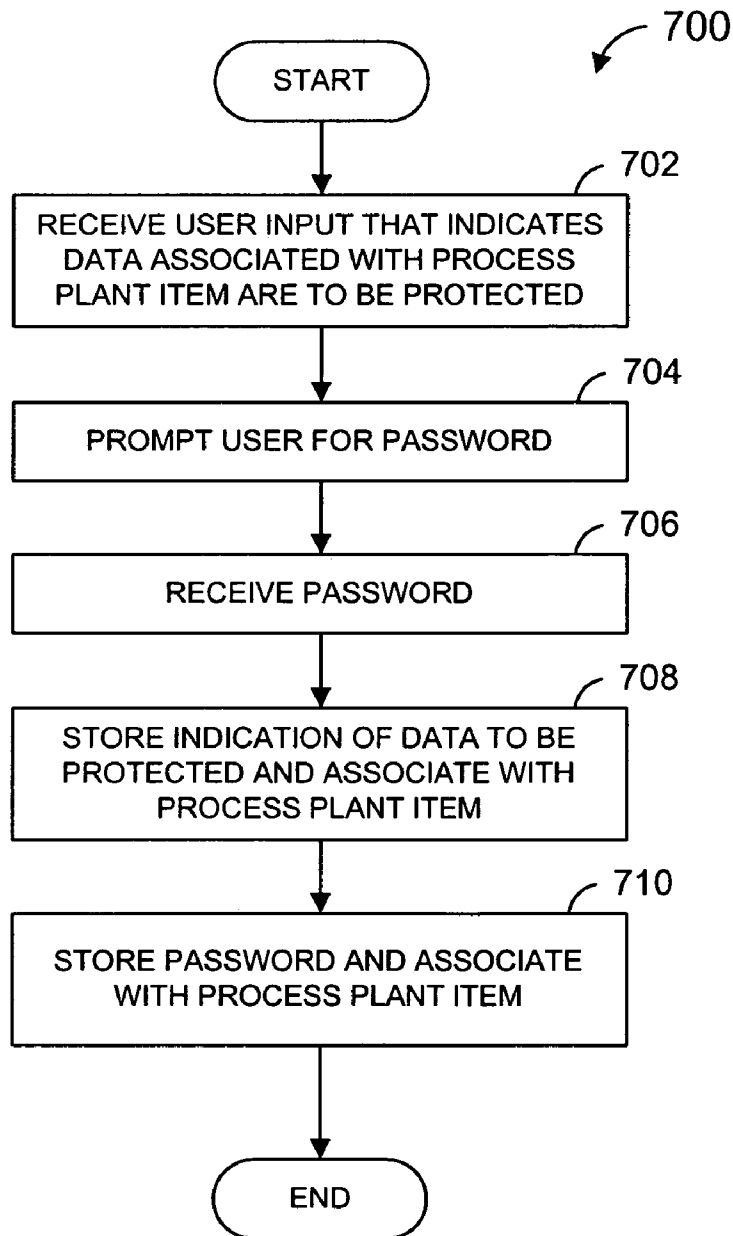 700
START
702
RECEIVE USER INPUT THAT INDICATES
DATA ASSOCIATED WITH PROCESS
PLANT ITEM ARE TO BE PROTECTED
704
PROMPT USER FOR PASSWORD
706
RECEIVE PASSWORD
708
STORE INDICATION OF DATA TO BE
PROTECTED AND ASSOCIATE WITH
PROCESS PLANT ITEM
710
STORE PASSWORD AND ASSOCIATE
WITH PROCESS PLANT ITEM
END